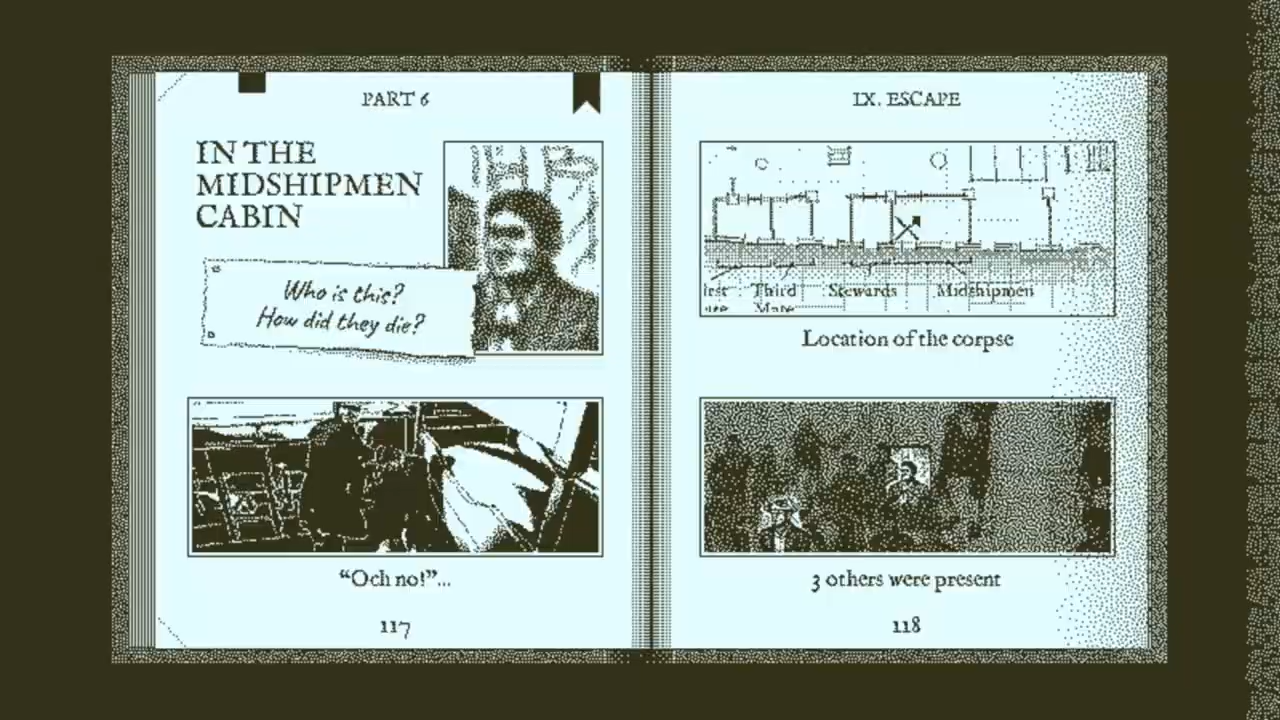 PART 6
IN THE
MIDSHIPMEN
CABIN
Who is this?
How did they die?
"Och no!"...
117
IX. ESCAPE
Third
Mate
Stewards
Midshipmen
Location of the corpse
3 others were present
118